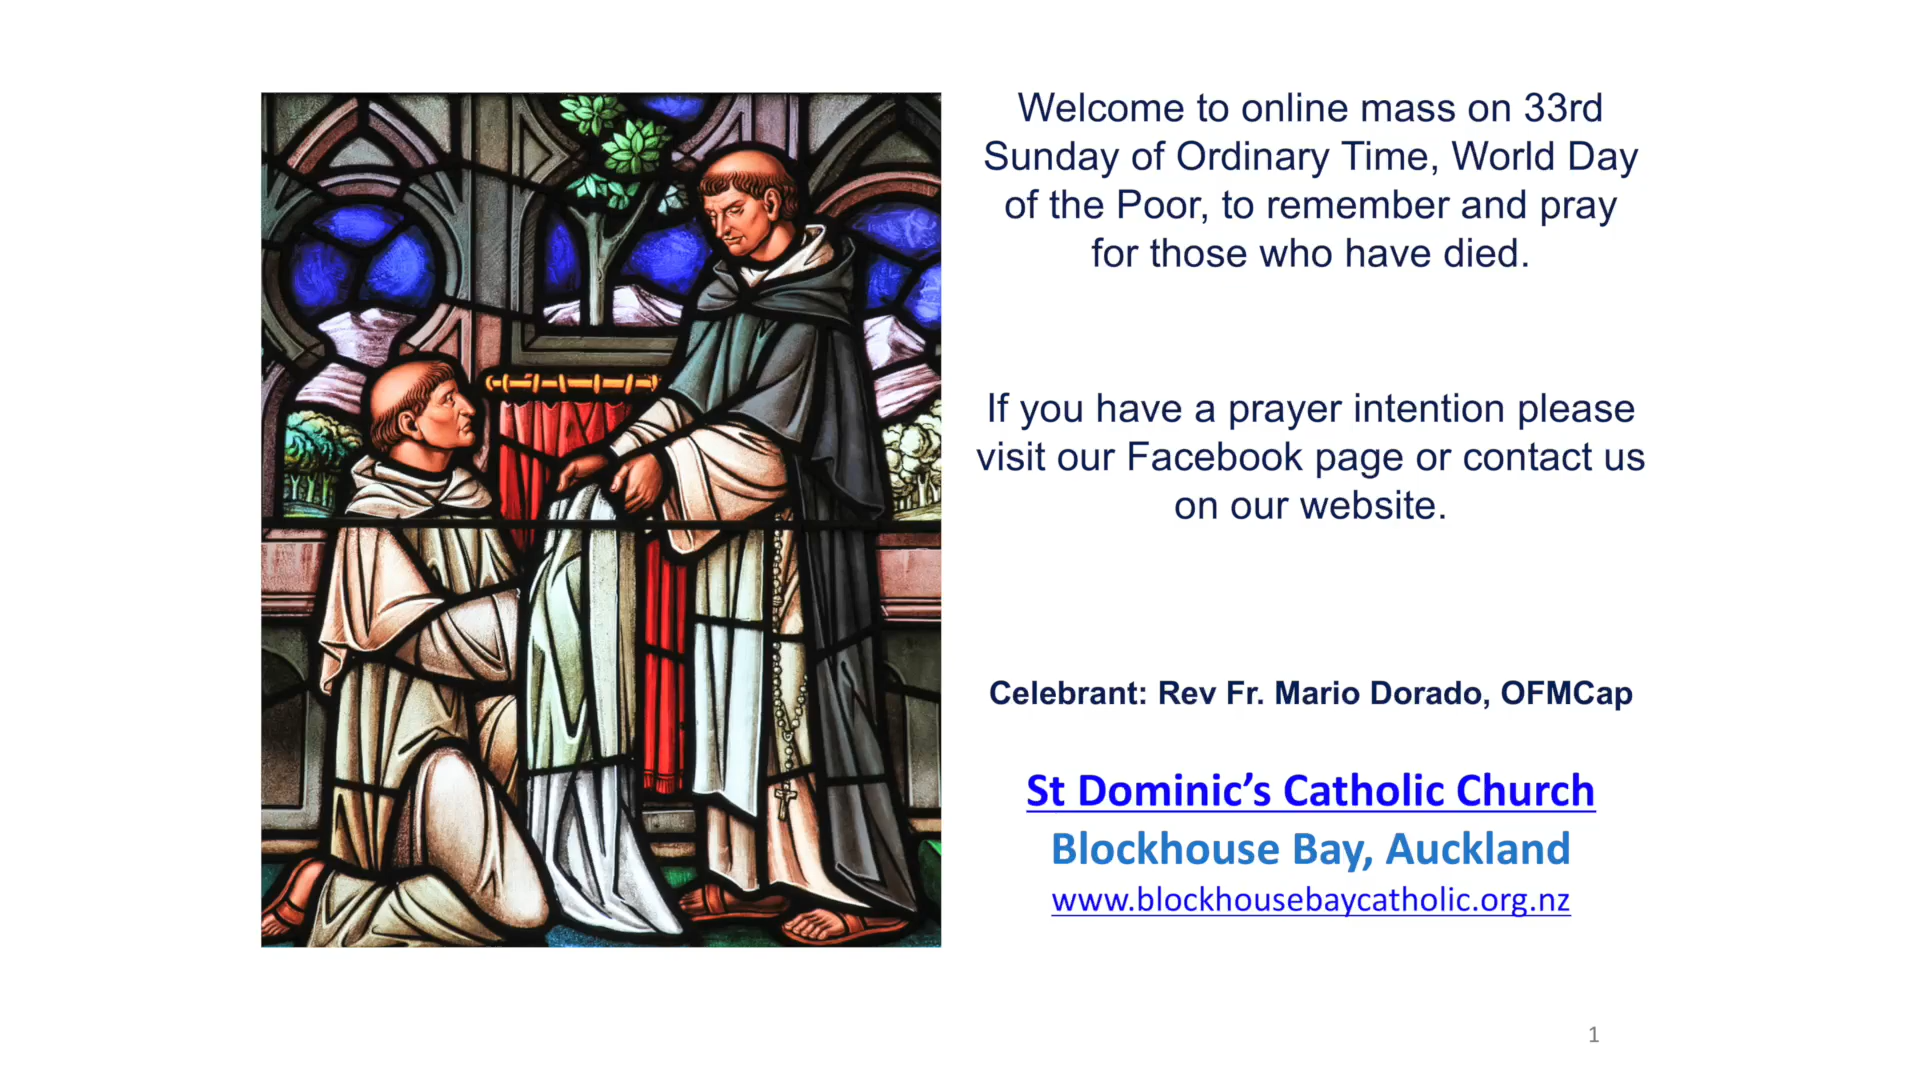 Welcome to online mass on 33rd
Sunday of Ordinary Time, World Day
of the Poor, to remember and pray
for those who have died.
If you have a prayer intention please
visit our Facebook page or contact us
on our website.
Celebrant: Rev Fr. Mario Dorado, OFMCap
St Dominic’s Catholic Church
Blockhouse Bay, Auckland
www.blockhousebaycatholic.org.nz
1